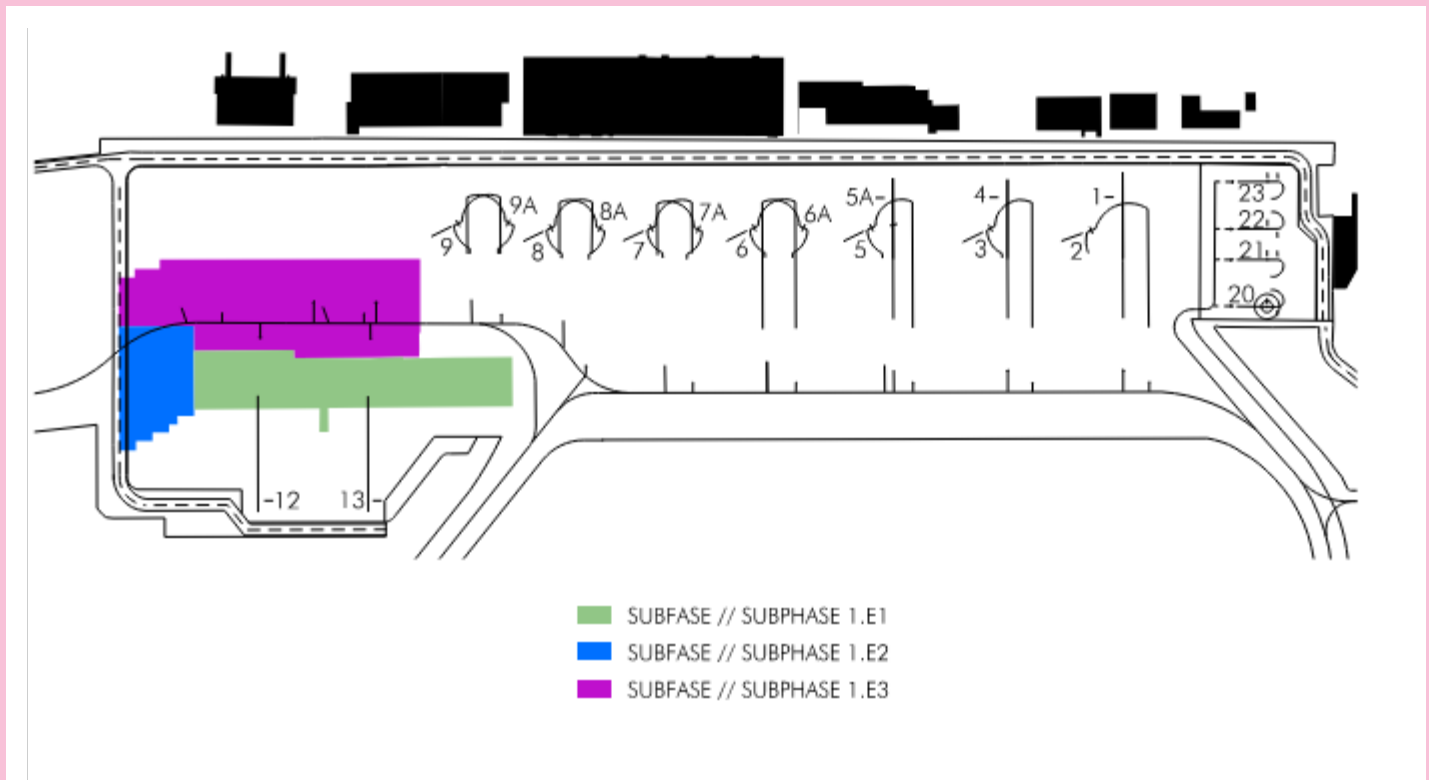 5A- 4- 1- 23
9A 8A 7A 6A 22
9 8 7 6 5 3 2 21
20
-12 13-
SUBFASE // SUBPHASE 1.E1
SUBFASE // SUBPHASE 1.E2
SUBFASE // SUBPHASE 1.E3